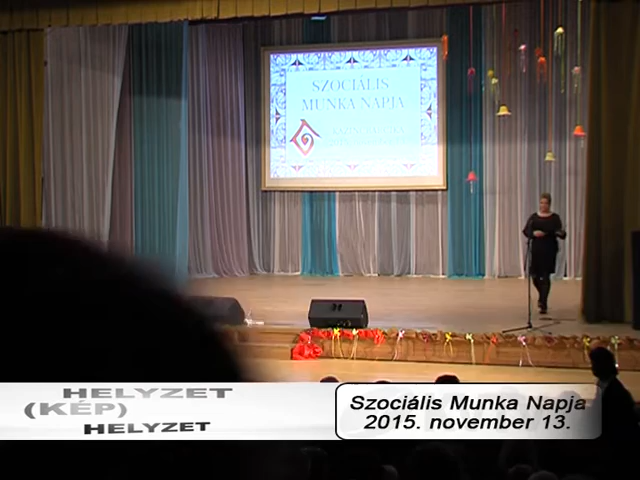 SZOCIÁLIS
MUNKA NAPJA
HELYZET
(KÉP)
HELYZET
Szociális Munka Napja
2015. november 13.